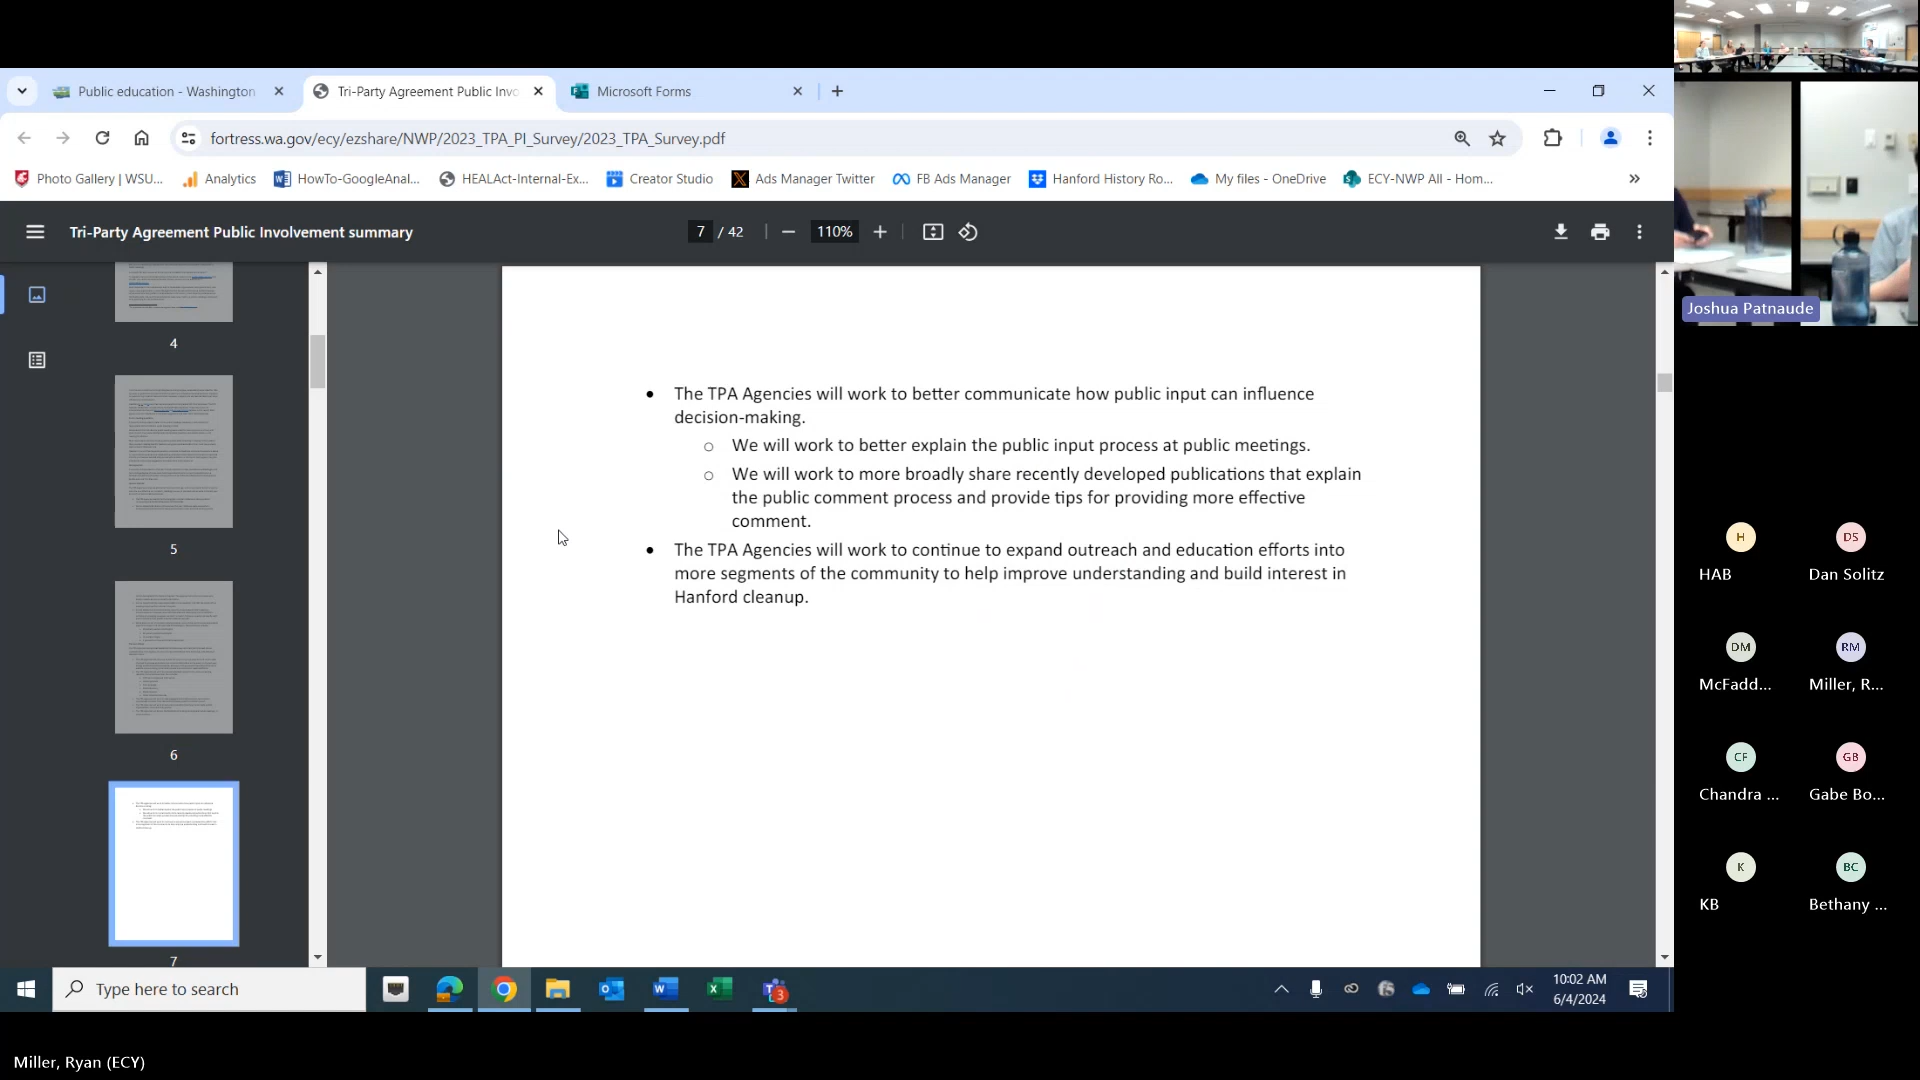 Public education - Washington
Tri-Party Agreement Public Invo
Microsoft Forms
fortress.wa.gov/ecy/ezshare/NWP/2023_TPA_PI_Survey/2023_TPA_Survey.pdf
Photo Gallery | WSU...
Analytics
HowTo-GoogleAnal...
HEALAct-Internal-Ex...
Creator Studio
Ads Manager Twitter
FB Ads Manager
Hanford History Ro...
My files - OneDrive
ECY-NWP All - Hom...
Tri-Party Agreement Public Involvement summary
7 / 42
110%
4
5
6
7
• The TPA Agencies will work to better communicate how public input can influence
decision-making.
o We will work to better explain the public input process at public meetings.
o We will work to more broadly share recently developed publications that explain
the public comment process and provide tips for providing more effective
comment.
• The TPA Agencies will work to continue to expand outreach and education efforts into
more segments of the community to help improve understanding and build interest in
Hanford cleanup.
Joshua Patnaude
H
HAB
DS
Dan Solitz
DM
McFadd...
RM
Miller, R...
CF
Chandra ...
GB
Gabe Bo...
K
KB
BC
Bethany ...
Type here to search
3
10:02 AM
6/4/2024
Miller, Ryan (ECY)